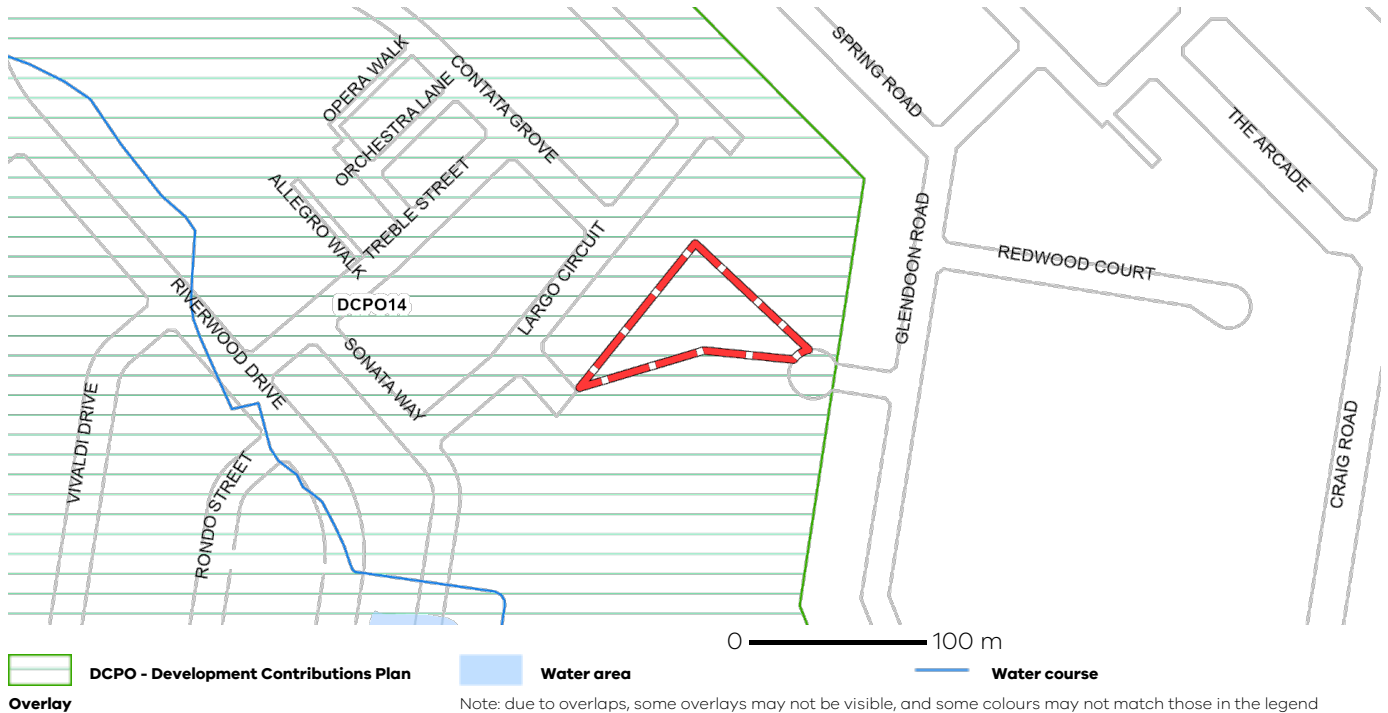 SPRING ROAD
OPERA WALK
CONTATA GROVE
ORCHESTRA LANE
THE ARCADE
ALLEGRO WALK
TREBLE STREET
GLENDOON ROAD
REDWOOD COURT
LARGO CIRCUIT
RIVERWOOD DRIVE
DCPO14
SONATA WAY
VIVALDI DRIVE
CRAIG ROAD
RONDO STREET
0 100 m
DCPO - Development Contributions Plan
Overlay
Water area
Water course
Note: due to overlaps, some overlays may not be visible, and some colours may not match those in the legend